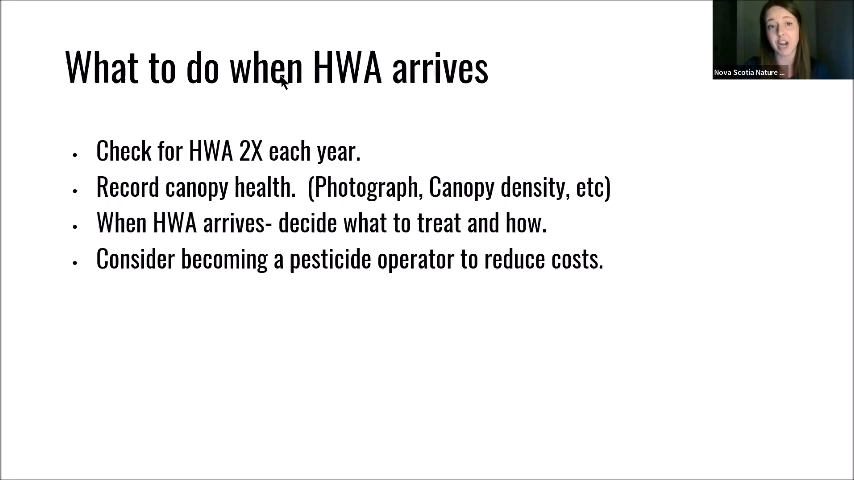 What to do when HWA arrives
Nova Scotia Nature ...
• Check for HWA 2X each year.
• Record canopy health. (Photograph, Canopy density, etc)
• When HWA arrives- decide what to treat and how.
• Consider becoming a pesticide operator to reduce costs.